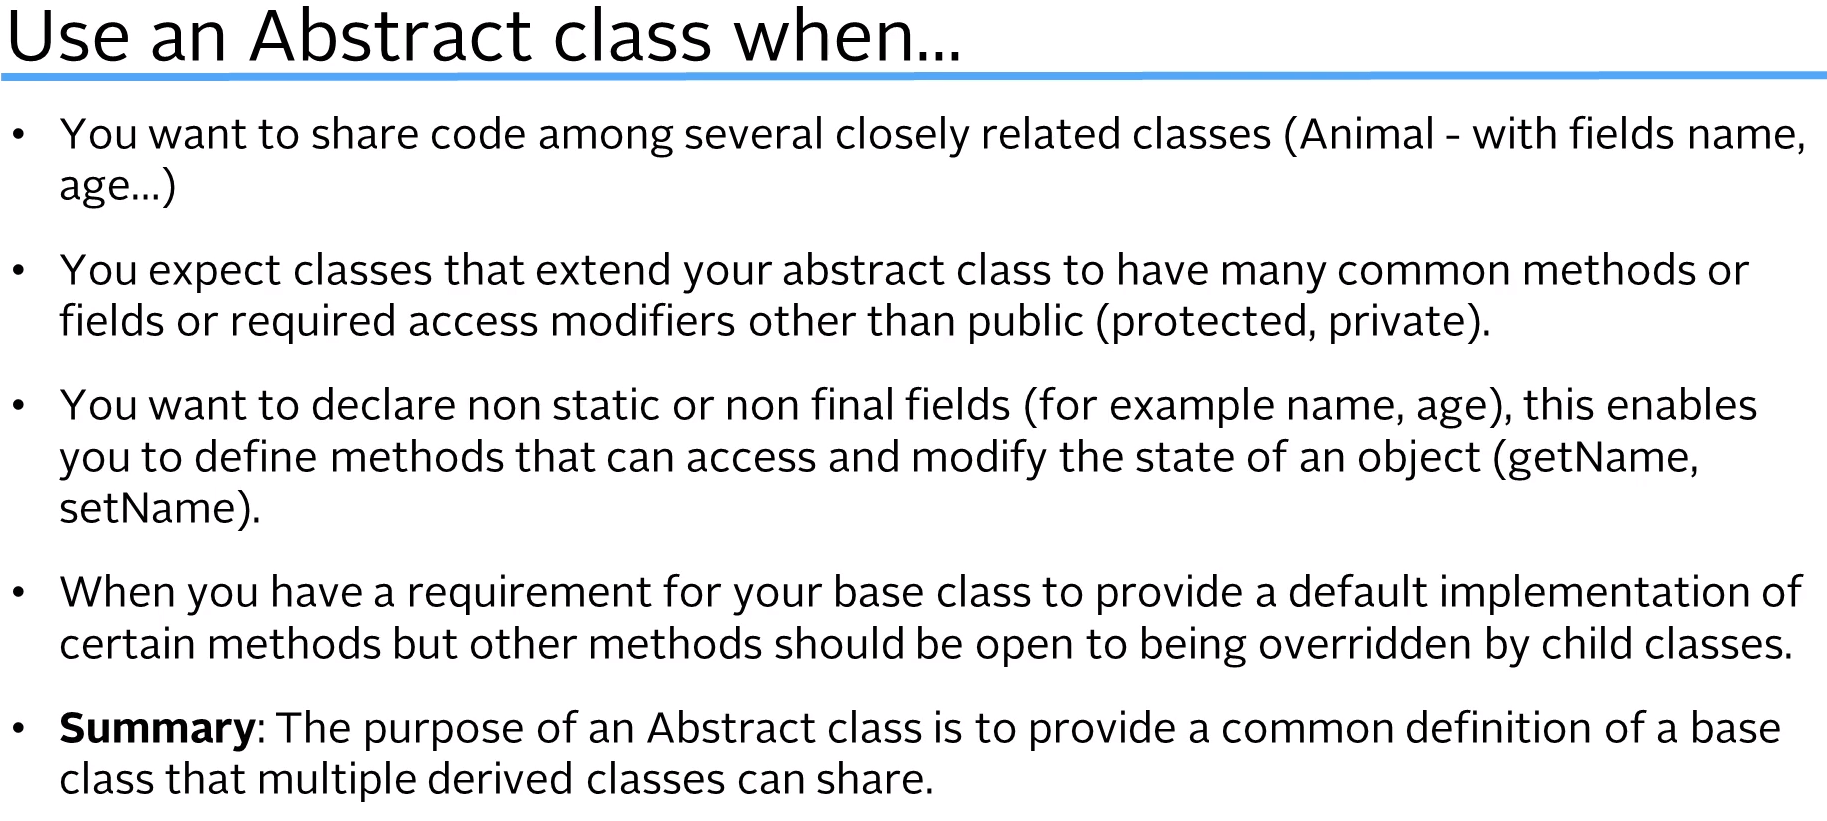 Use an Abstract class when...
• You want to share code among several closely related classes (Animal - with fields name,
age...)
• You expect classes that extend your abstract class to have many common methods or
fields or required access modifiers other than public (protected, private).
• You want to declare non static or non final fields (for example name, age), this enables
you to define methods that can access and modify the state of an object (getName,
setName).
• When you have a requirement for your base class to provide a default implementation of
certain methods but other methods should be open to being overridden by child classes.
• Summary: The purpose of an Abstract class is to provide a common definition of a base
class that multiple derived classes can share.